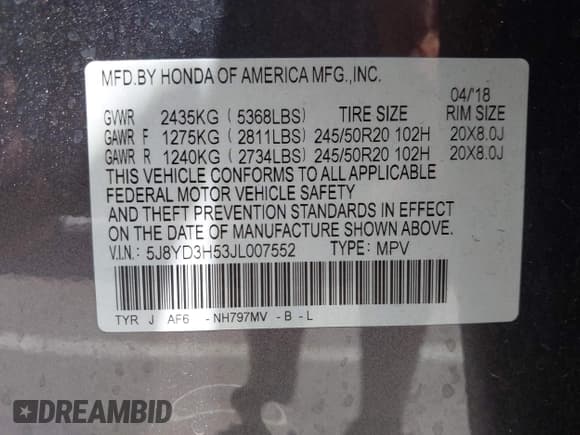 MFD.BY HONDA OF AMERICA MFG.,INC.
04/'18
GVWR 2435KG ( 5368LBS) TIRE SIZE RIM SIZE
GAWR F 1275KG ( 2811LBS) 245/50R20 102H 20X8.0J
GAWR R 1240KG ( 2734LBS) 245/50R20 102H 20X8.0J
THIS VEHICLE CONFORMS TO ALL APPLICABLE
FEDERAL MOTOR VEHICLE SAFETY
AND THEFT PREVENTION STANDARDS IN EFFECT
ON THE DATE OF MANUFACTURE SHOWN ABOVE.
V.I.N.: 5J8YD3H53JL007552 TYPE: MPV
TYR J AF6 -NH797MV -B -L
DREAMBID